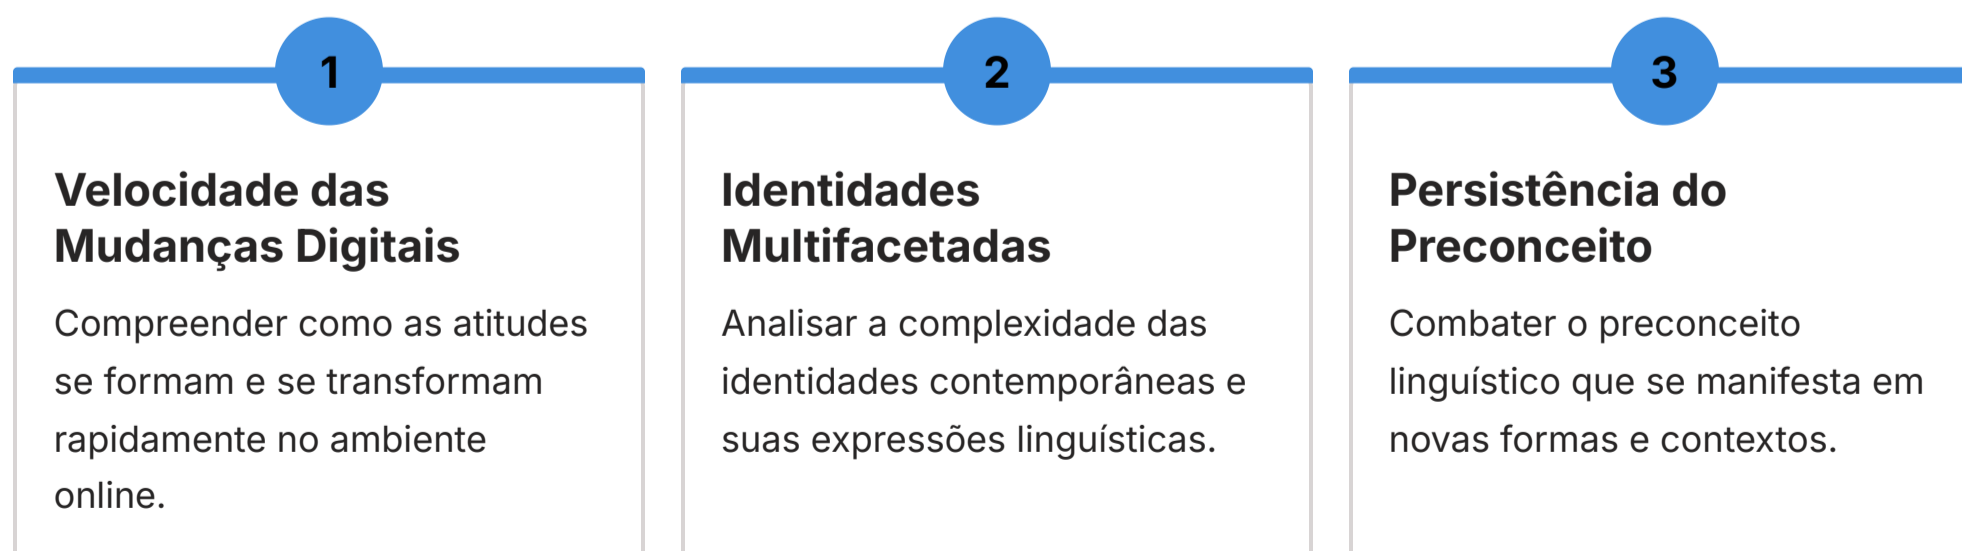 1
Velocidade das
Mudanças Digitais
Compreender como as atitudes
se formam e se transformam
rapidamente no ambiente
online.
2
Identidades
Multifacetadas
Analisar a complexidade das
identidades contemporâneas e
suas expressões linguísticas.
3
Persistência do
Preconceito
Combater o preconceito
linguístico que se manifesta em
novas formas e contextos.